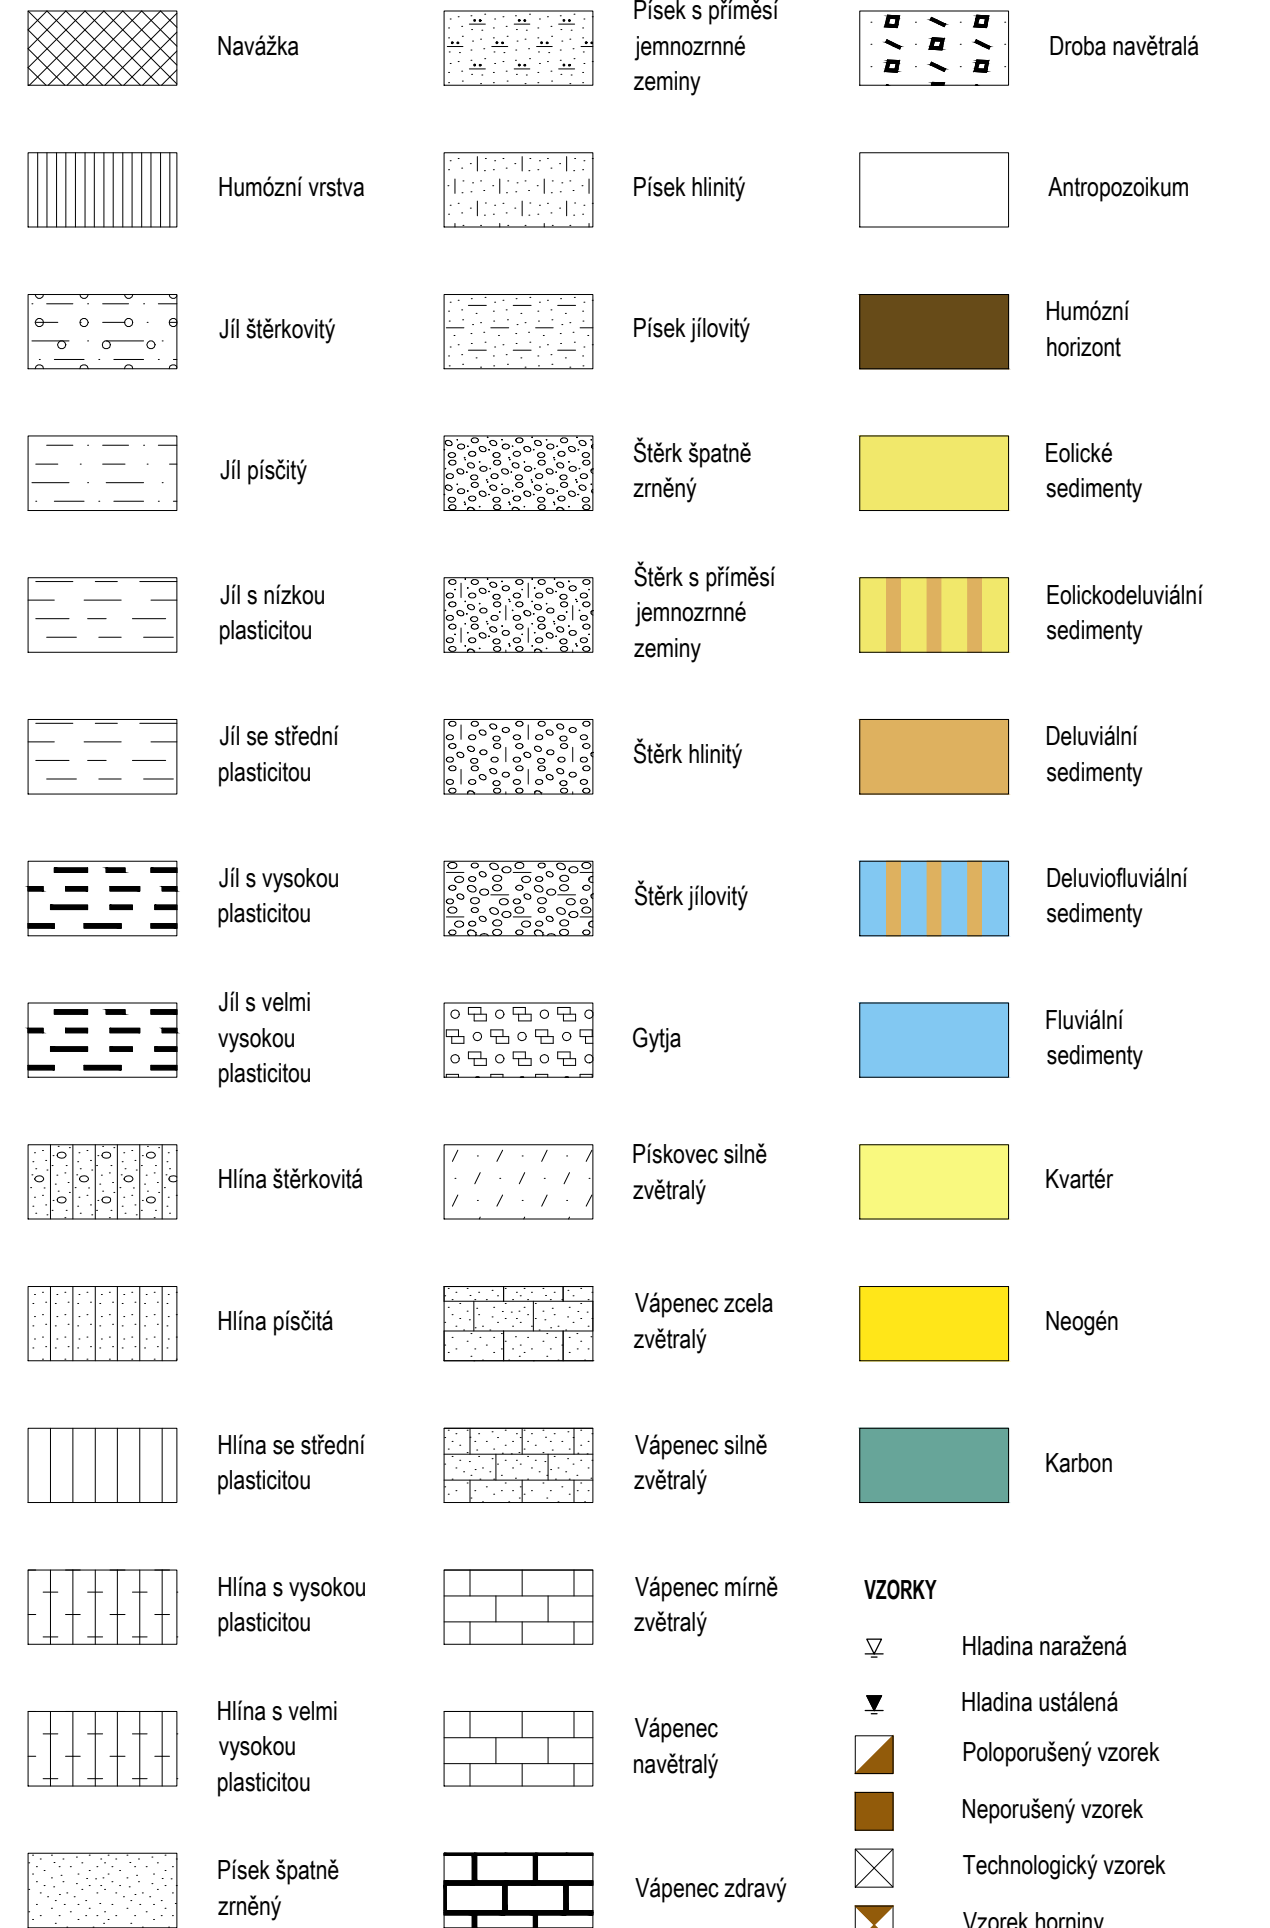 Navážka
Humózní vrstva
Jíl štěrkovitý
Jíl písčitý
Jíl s nízkou
plasticitou
Jíl se střední
plasticitou
Jíl s vysokou
plasticitou
Jíl s velmi
vysokou
plasticitou
Hlína štěrkovitá
Hlína písčitá
Hlína se střední
plasticitou
Hlína s vysokou
plasticitou
Hlína s velmi
vysokou
plasticitou
Písek špatně
zrněný
Písek s příměsí
jemnozrnné
zeminy
Písek hlinitý
Písek jílovitý
Štěrk špatně
zrněný
Štěrk s příměsí
jemnozrnné
zeminy
Štěrk hlinitý
Štěrk jílovitý
Gytja
Pískovec silně
zvětralý
Vápenec zcela
zvětralý
Vápenec silně
zvětralý
Vápenec mírně
zvětralý
Vápenec
navětralý
Vápenec zdravý
Droba navětralá
Antropozoikum
Humózní
horizont
Eolické
sedimenty
Eolickodeluviální
sedimenty
Deluviální
sedimenty
Deluviofluviální
sedimenty
Fluviální
sedimenty
Kvartér
Neogén
Karbon
VZORKY
Hladina naražená
Hladina ustálená
Poloporušený vzorek
Neporušený vzorek
Technologický vzorek
Vzorek horniny